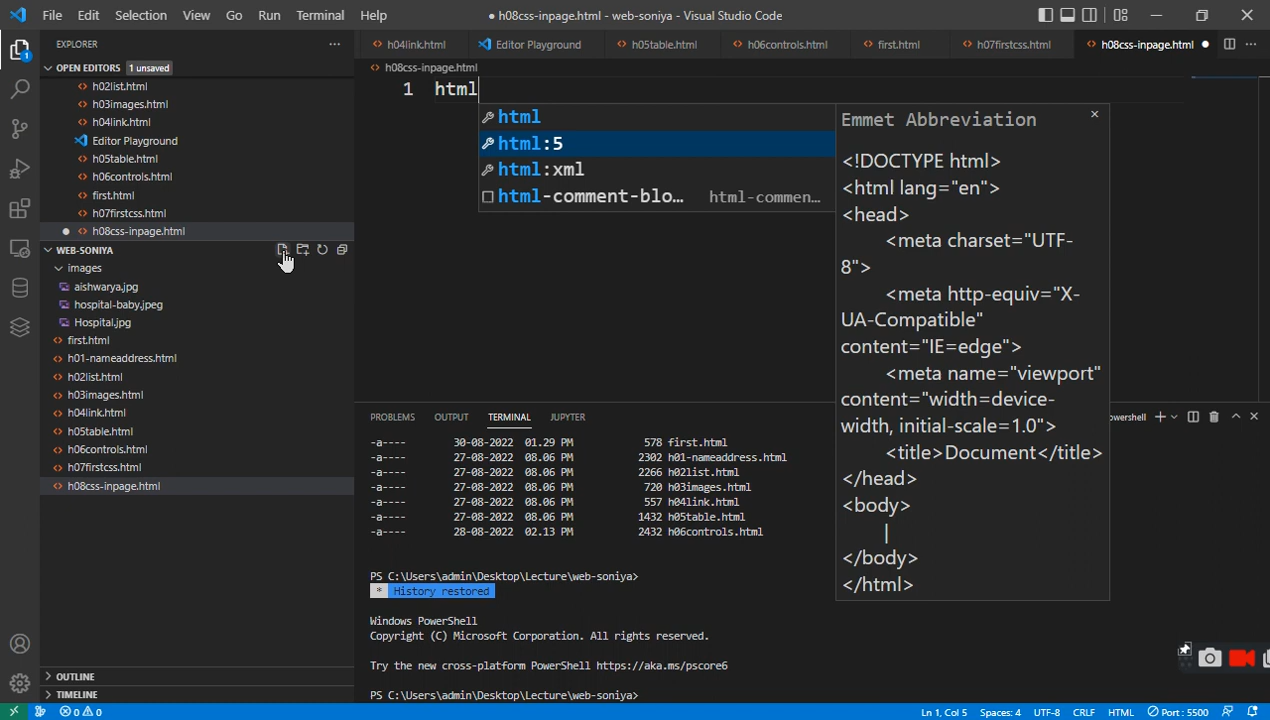 File Edit Selection View Go Run Terminal Help ● h08css-inpage.html - web-soniya - Visual Studio Code
EXPLORER ···
OPEN EDITORS 1 unsaved
h02list.html
h03images.html
h04link.html
Editor Playground
h05table.html
h06controls.html
first.html
h07firstcss.html
● h08css-inpage.html
WEB-SONIYA
images
aishwarya.jpg
hospital-baby.jpeg
Hospital.jpg
first.html
h01-nameaddress.html
h02list.html
h03images.html
h04link.html
h05table.html
h06controls.html
h07firstcss.html
h08css-inpage.html
OUTLINE
TIMELINE
1
h04link.html Editor Playground h05table.html h06controls.html first.html h07firstcss.html h08css-inpage.html ●
h08css-inpage.html
1 html
html
html:5
html:xml
html-comment-blo... html-commen...
Emmet Abbreviation
<!DOCTYPE html>
<html lang="en">
<head>
<meta charset="UTF-
8">
<meta http-equiv="X-
UA-Compatible"
content="IE=edge">
<meta name="viewport"
content="width=device-
width, initial-scale=1.0">
<title>Document</title>
</head>
<body>
|
</body>
</html>
PROBLEMS OUTPUT TERMINAL JUPYTER
-a---- 30-08-2022 01.29 PM 578 first.html
-a---- 27-08-2022 08.06 PM 2302 h01-nameaddress.html
-a---- 27-08-2022 08.06 PM 2266 h02list.html
-a---- 27-08-2022 08.06 PM 720 h03images.html
-a---- 27-08-2022 08.06 PM 557 h04link.html
-a---- 27-08-2022 08.06 PM 1432 h05table.html
-a---- 28-08-2022 02.13 PM 2432 h06controls.html
PS C:\Users\admin\Desktop\Lecture\web-soniya>
* History restored
Windows PowerShell
Copyright (C) Microsoft Corporation. All rights reserved.
Try the new cross-platform PowerShell https://aka.ms/pscore6
PS C:\Users\admin\Desktop\Lecture\web-soniya>
0 0 Ln 1, Col 5 Spaces: 4 UTF-8 CRLF HTML Port : 5500